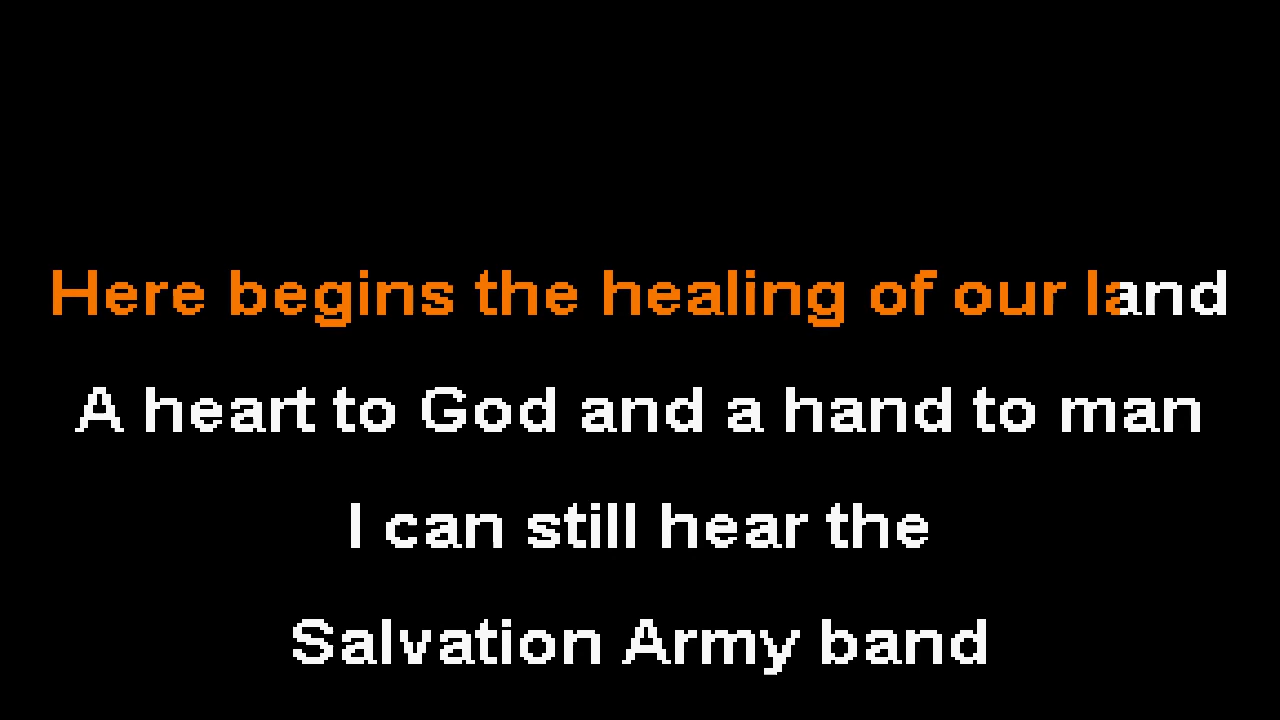 Here begins the healing of our land
A heart to God and a hand to man
I can still hear the
Salvation Army band